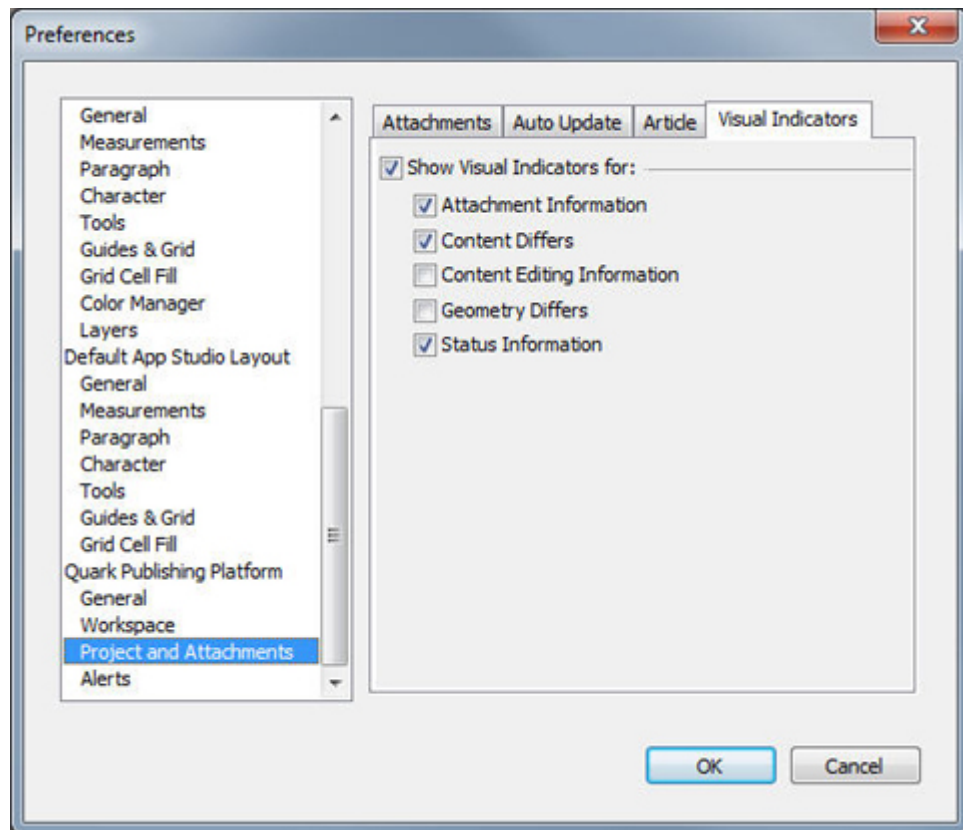 Preferences
General
Measurements
Paragraph
Character
Tools
Guides & Grid
Grid Cell Fill
Color Manager
Layers
Default App Studio Layout
General
Measurements
Paragraph
Character
Tools
Guides & Grid
Grid Cell Fill
Quark Publishing Platform
General
Workspace
Project and Attachments
Alerts
Attachments Auto Update Article Visual Indicators
Show Visual Indicators for:
Attachment Information
Content Differs
Content Editing Information
Geometry Differs
Status Information
OK Cancel